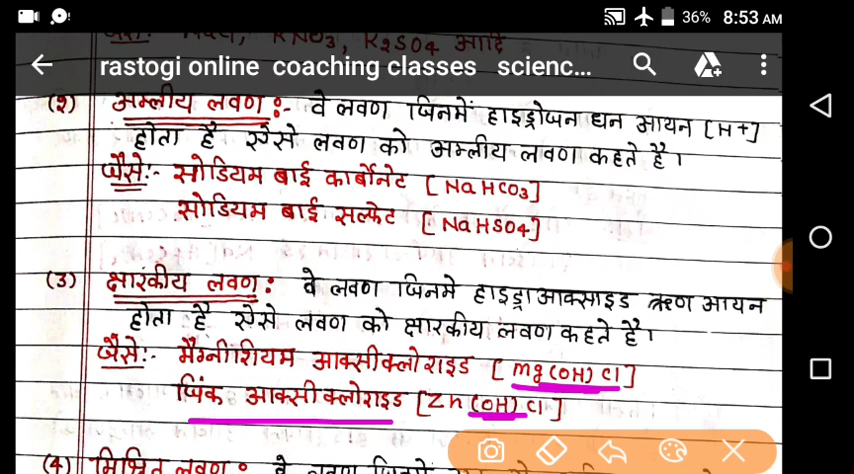 36% 8:53 AM
KNO3, K2SO4 आदि
rastogi online coaching classes scienc...
(२) अम्लीय लवण :- वे लवण जिनमें हाइड्रोजन धन आयन [H+]
होता है ऐसे लवण को अम्लीय लवण कहते है।
जैसे:- सोडियम बाई कार्बोनेट [NaHCO3]
सोडियम बाई सल्फेट [NaHSO4]
(3) क्षारकीय लवण : वे लवण जिनमे हाइड्राआक्साइड ऋण आयन
होता है ऐसे लवण को क्षारकीय लवण कहते है।
जैसे:- मैग्नीशियम आक्सीक्लोराइड [Mg(OH)Cl]
जिंक आक्सीक्लोराइड [Zn(OH)Cl]
(4) मिश्रित लवण : वे लवण